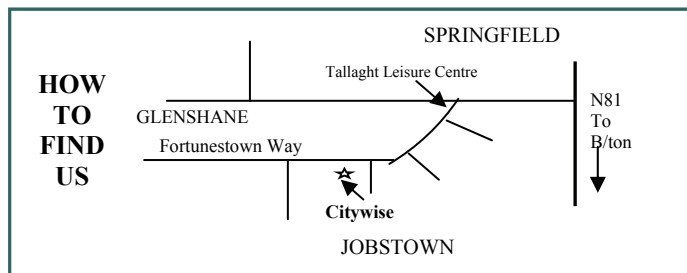 SPRINGFIELD
Tallaght Leisure Centre
HOW
TO
FIND
US
N81
To
B/ton
GLENSHANE
Fortunestown Way
Citywise
JOBSTOWN